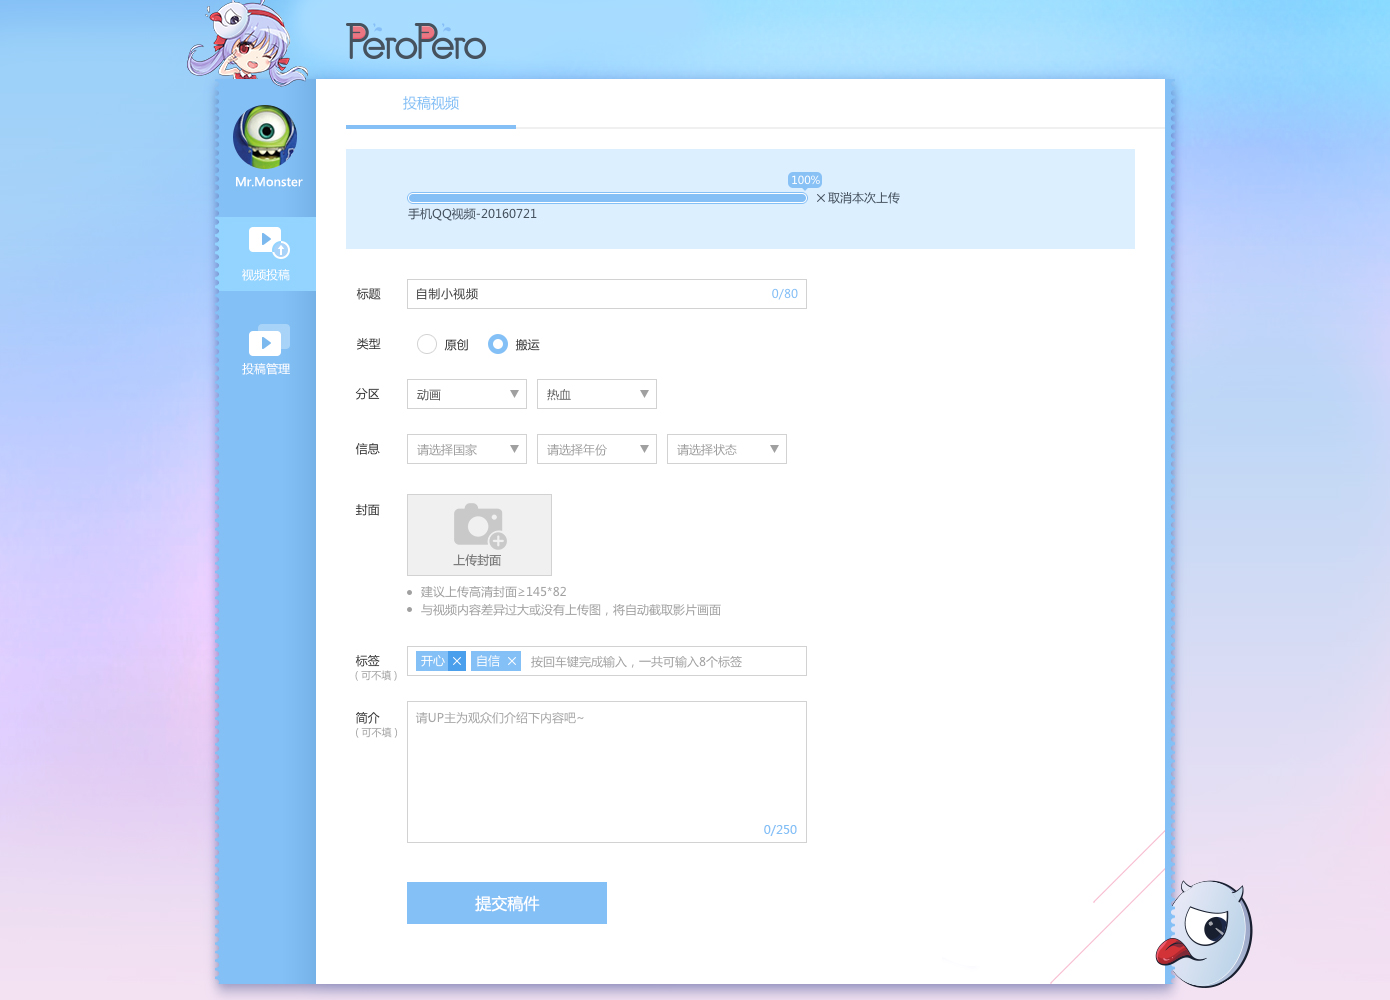 PeroPero
投稿视频
Mr.Monster
视频投稿
投稿管理
100%
×取消本次上传
手机QQ视频-20160721
标题 自制小视频 0/80
类型 原创 搬运
分区 动画 热血
信息 请选择国家 请选择年份 请选择状态
封面
上传封面
建议上传高清封面≥145*82
与视频内容差异过大或没有上传图，将自动截取影片画面
标签 开心 × 自信 × 按回车键完成输入，一共可输入8个标签
（可不填）
简介 请UP主为观众们介绍下内容吧~
（可不填）
0/250
提交稿件